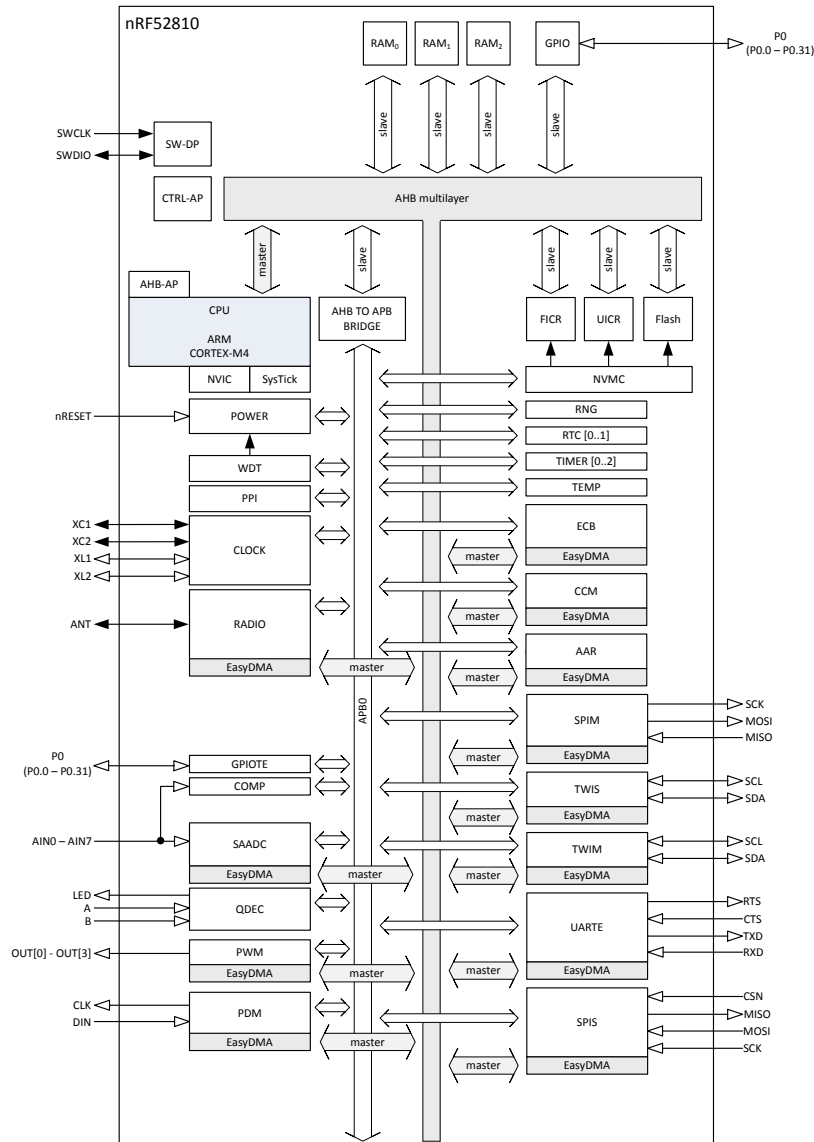 nRF52810
RAM₀
RAM₁
RAM₂
GPIO
P0
(P0.0 – P0.31)
slave
slave
slave
slave
SWCLK
SWDIO
SW-DP
CTRL-AP
AHB multilayer
master
slave
slave
slave
slave
AHB-AP
CPU
ARM
CORTEX-M4
NVIC
SysTick
AHB TO APB
BRIDGE
FICR
UICR
Flash
NVMC
nRESET
POWER
RNG
RTC [0..1]
WDT
TIMER [0..2]
PPI
TEMP
XC1
XC2
XL1
XL2
CLOCK
ECB
master
EasyDMA
CCM
master
EasyDMA
ANT
RADIO
EasyDMA
master
AAR
master
EasyDMA
APB0
SPIM
master
EasyDMA
SCK
MOSI
MISO
P0
(P0.0 – P0.31)
GPIOTE
COMP
TWIS
master
EasyDMA
SCL
SDA
AIN0 – AIN7
SAADC
EasyDMA
master
TWIM
master
EasyDMA
SCL
SDA
LED
A
B
QDEC
UARTE
master
EasyDMA
RTS
CTS
TXD
RXD
OUT[0] - OUT[3]
PWM
EasyDMA
master
CLK
DIN
PDM
EasyDMA
master
SPIS
master
EasyDMA
CSN
MISO
MOSI
SCK